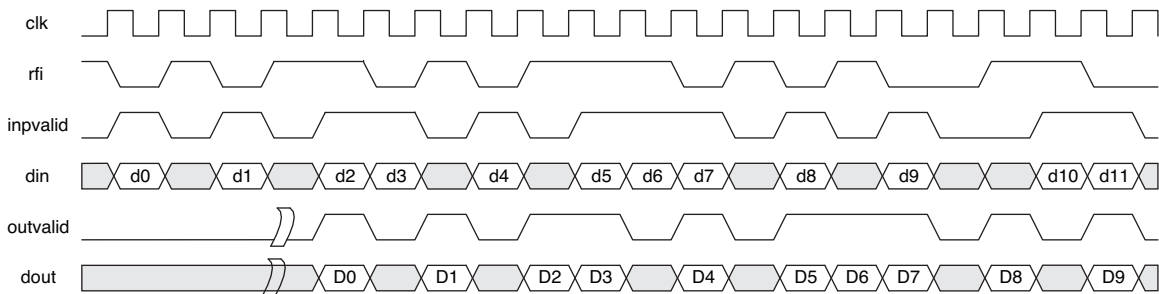 clk
rfi
inpvalid
din d0 d1 d2 d3 d4 d5 d6 d7 d8 d9 d10 d11
outvalid
dout D0 D1 D2 D3 D4 D5 D6 D7 D8 D9